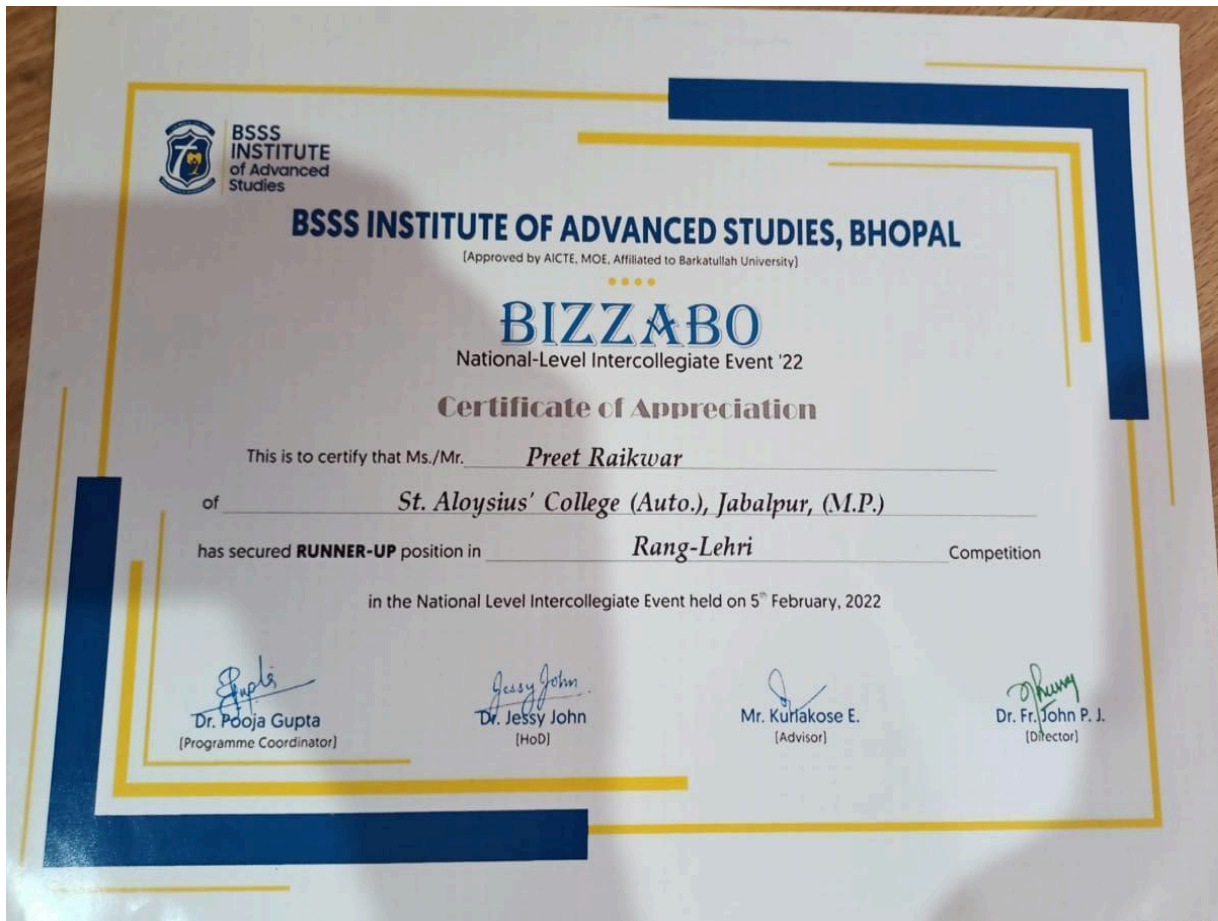 BSSS
INSTITUTE
of Advanced
Studies
BSSS INSTITUTE OF ADVANCED STUDIES, BHOPAL
[Approved by AICTE, MOE, Affiliated to Barkatullah University]
BIZZABO
National-Level Intercollegiate Event '22
Certificate of Appreciation
This is to certify that Ms./Mr. Preet Raikwar
of St. Aloysius' College (Auto.), Jabalpur, (M.P.)
has secured RUNNER-UP position in Rang-Lehri Competition
in the National Level Intercollegiate Event held on 5th February, 2022
Gupta Jessy John
Dr. Pooja Gupta Dr. Jessy John Mr. Kuriakose E. Dr. Fr. John P. J.
[Programme Coordinator] [HoD] [Advisor] [Director]